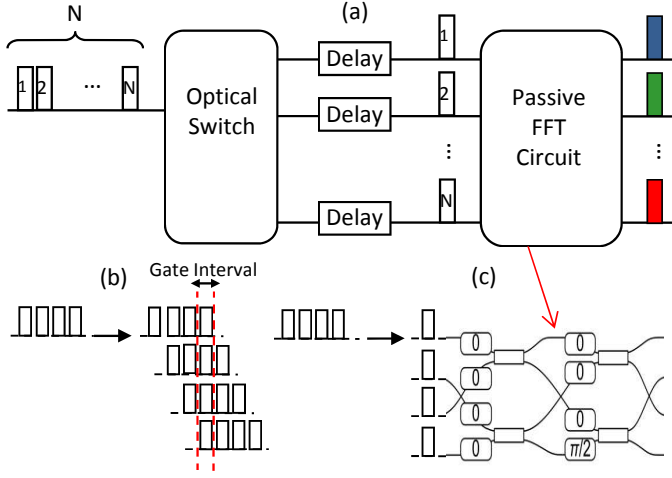 (a)
N
1 2 ... N
Optical
Switch
Delay
Delay
Delay
1
2
...
N
Passive
FFT
Circuit
(b)
Gate Interval
(c)
0
0
0
0
0
0
0
π/2